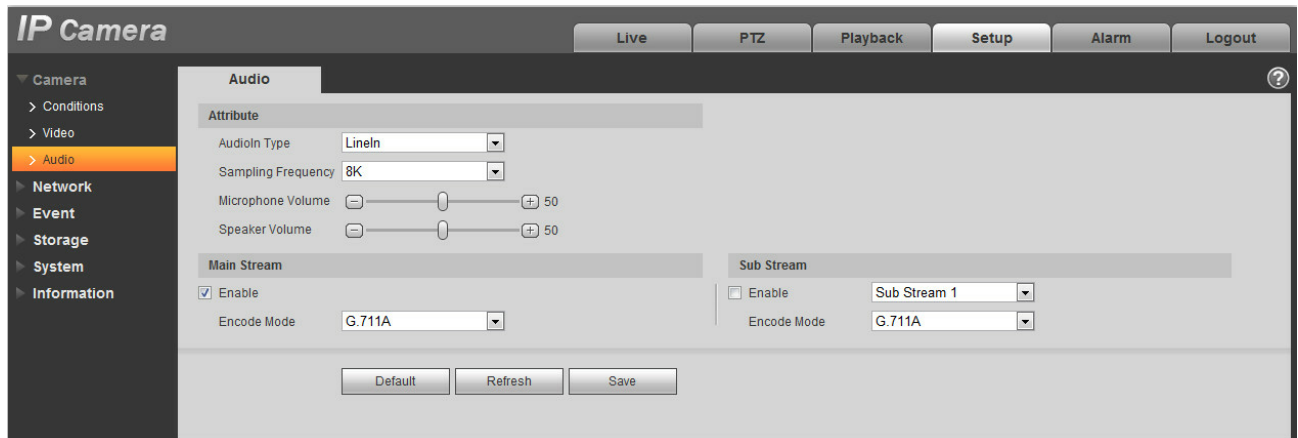 IP Camera
Live PTZ Playback Setup Alarm Logout
Camera
Conditions
Video
Audio
Network
Event
Storage
System
Information
Audio
?
Attribute
AudioIn Type LineIn
Sampling Frequency 8K
Microphone Volume 50
Speaker Volume 50
Main Stream
Enable
Encode Mode G.711A
Sub Stream
Enable Sub Stream 1
Encode Mode G.711A
Default Refresh Save